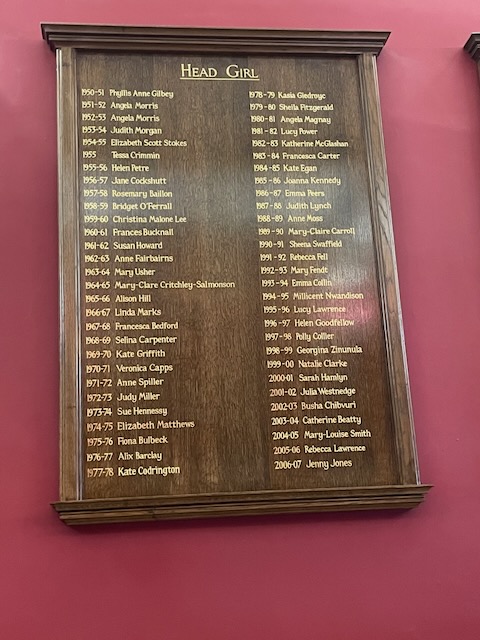 HEAD GIRL
1950-51 Phyllis Anne Gilbey
1951-52 Angela Morris
1952-53 Angela Morris
1953-54 Judith Morgan
1954-55 Elizabeth Scott Stokes
1955 Tessa Crimmin
1955-56 Helen Petre
1956-57 Jane Cockshutt
1957-58 Rosemary Baillon
1958-59 Bridget O'Ferrall
1959-60 Christina Malone Lee
1960-61 Frances Bucknall
1961-62 Susan Howard
1962-63 Anne Fairbairns
1963-64 Mary Usher
1964-65 Mary-Clare Critchley-Salmonson
1965-66 Alison Hill
1966-67 Linda Marks
1967-68 Francesca Bedford
1968-69 Selina Carpenter
1969-70 Kate Griffith
1970-71 Veronica Capps
1971-72 Anne Spiller
1972-73 Judy Miller
1973-74 Sue Hennessy
1974-75 Elizabeth Matthews
1975-76 Fiona Bulbeck
1976-77 Alix Barclay
1977-78 Kate Codrington
1978-79 Kasia Giedroyc
1979-80 Sheila Fitzgerald
1980-81 Angela Magnay
1981-82 Lucy Power
1982-83 Katherine McGlashan
1983-84 Francesca Carter
1984-85 Kate Egan
1985-86 Joanna Kennedy
1986-87 Emma Peers
1987-88 Judith Lynch
1988-89 Anne Moss
1989-90 Mary-Claire Carroll
1990-91 Sheena Swaffield
1991-92 Rebecca Fell
1992-93 Mary Fendt
1993-94 Emma Collin
1994-95 Millicent Nwandison
1995-96 Lucy Lawrence
1996-97 Helen Goodfellow
1997-98 Polly Collier
1998-99 Georgina Zinunula
1999-00 Natalie Clarke
2000-01 Sarah Hamlyn
2001-02 Julia Westnedge
2002-03 Busha Chibvuri
2003-04 Catherine Beatty
2004-05 Mary-Louise Smith
2005-06 Rebecca Lawrence
2006-07 Jenny Jones